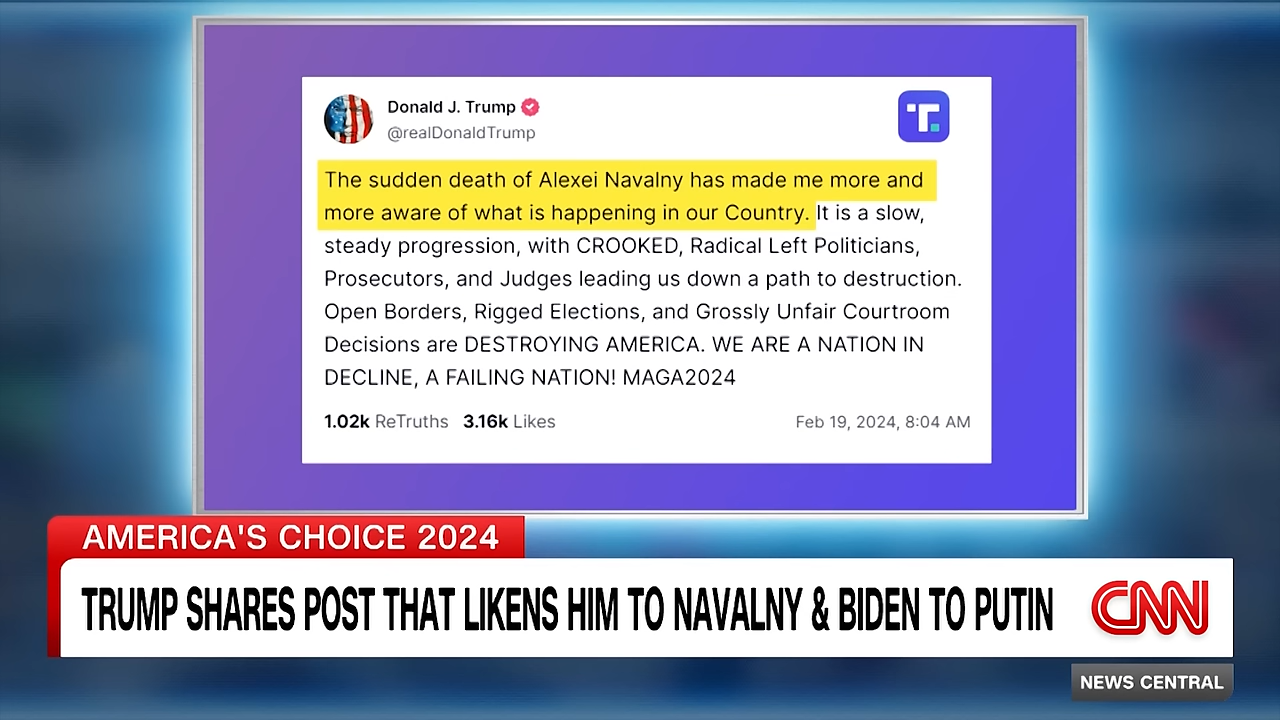 Donald J. Trump
@realDonaldTrump
T.
The sudden death of Alexei Navalny has made me more and
more aware of what is happening in our Country. It is a slow,
steady progression, with CROOKED, Radical Left Politicians,
Prosecutors, and Judges leading us down a path to destruction.
Open Borders, Rigged Elections, and Grossly Unfair Courtroom
Decisions are DESTROYING AMERICA. WE ARE A NATION IN
DECLINE, A FAILING NATION! MAGA2024
1.02k ReTruths 3.16k Likes Feb 19, 2024, 8:04 AM
AMERICA'S CHOICE 2024
TRUMP SHARES POST THAT LIKENS HIM TO NAVALNY & BIDEN TO PUTIN
CNN
NEWS CENTRAL